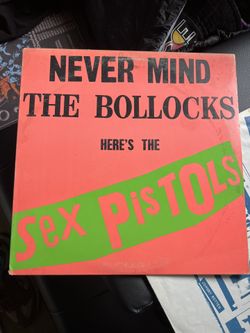 NEVER MIND
THE BOLLOCKS
HERE'S THE
Sex PiSTOLS